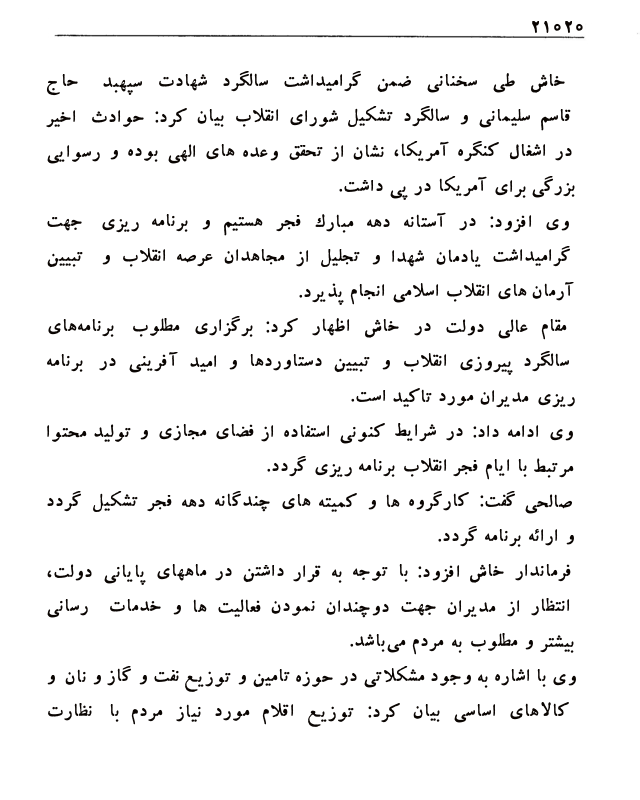 ۲۱۰۲۰
خاش طی سخنانی ضمن گرامیداشت سالگرد شهادت سپهبد حاج
قاسم سلیمانی و سالگرد تشکیل شورای انقلاب بیان کرد: حوادث اخیر
در اشغال کنگره آمریکا، نشان از تحقق وعده های الهی بوده و رسوایی
بزرگی برای آمریکا در پی داشت.
وی افزود: در آستانه دهه مبارك فجر هستیم و برنامه ریزی جهت
گرامیداشت یادمان شهدا و تجلیل از مجاهدان عرصه انقلاب و تبیین
آرمان های انقلاب اسلامی انجام پذیرد.
مقام عالی دولت در خاش اظهار کرد: برگزاری مطلوب برنامه‌های
سالگرد پیروزی انقلاب و تبیین دستاوردها و امید آفرینی در برنامه
ریزی مدیران مورد تاکید است.
وی ادامه داد: در شرایط کنونی استفاده از فضای مجازی و تولید محتوا
مرتبط با ایام فجر انقلاب برنامه ریزی گردد.
صالحی گفت: کارگروه ها و کمیته های چندگانه دهه فجر تشکیل گردد
و ارائه برنامه گردد.
فرماندار خاش افزود: با توجه به قرار داشتن در ماههای پایانی دولت،
انتظار از مدیران جهت دوچندان نمودن فعالیت ها و خدمات رسانی
بیشتر و مطلوب به مردم می‌باشد.
وی با اشاره به وجود مشکلاتی در حوزه تامین و توزیع نفت و گاز و نان و
کالاهای اساسی بیان کرد: توزیع اقلام مورد نیاز مردم با نظارت